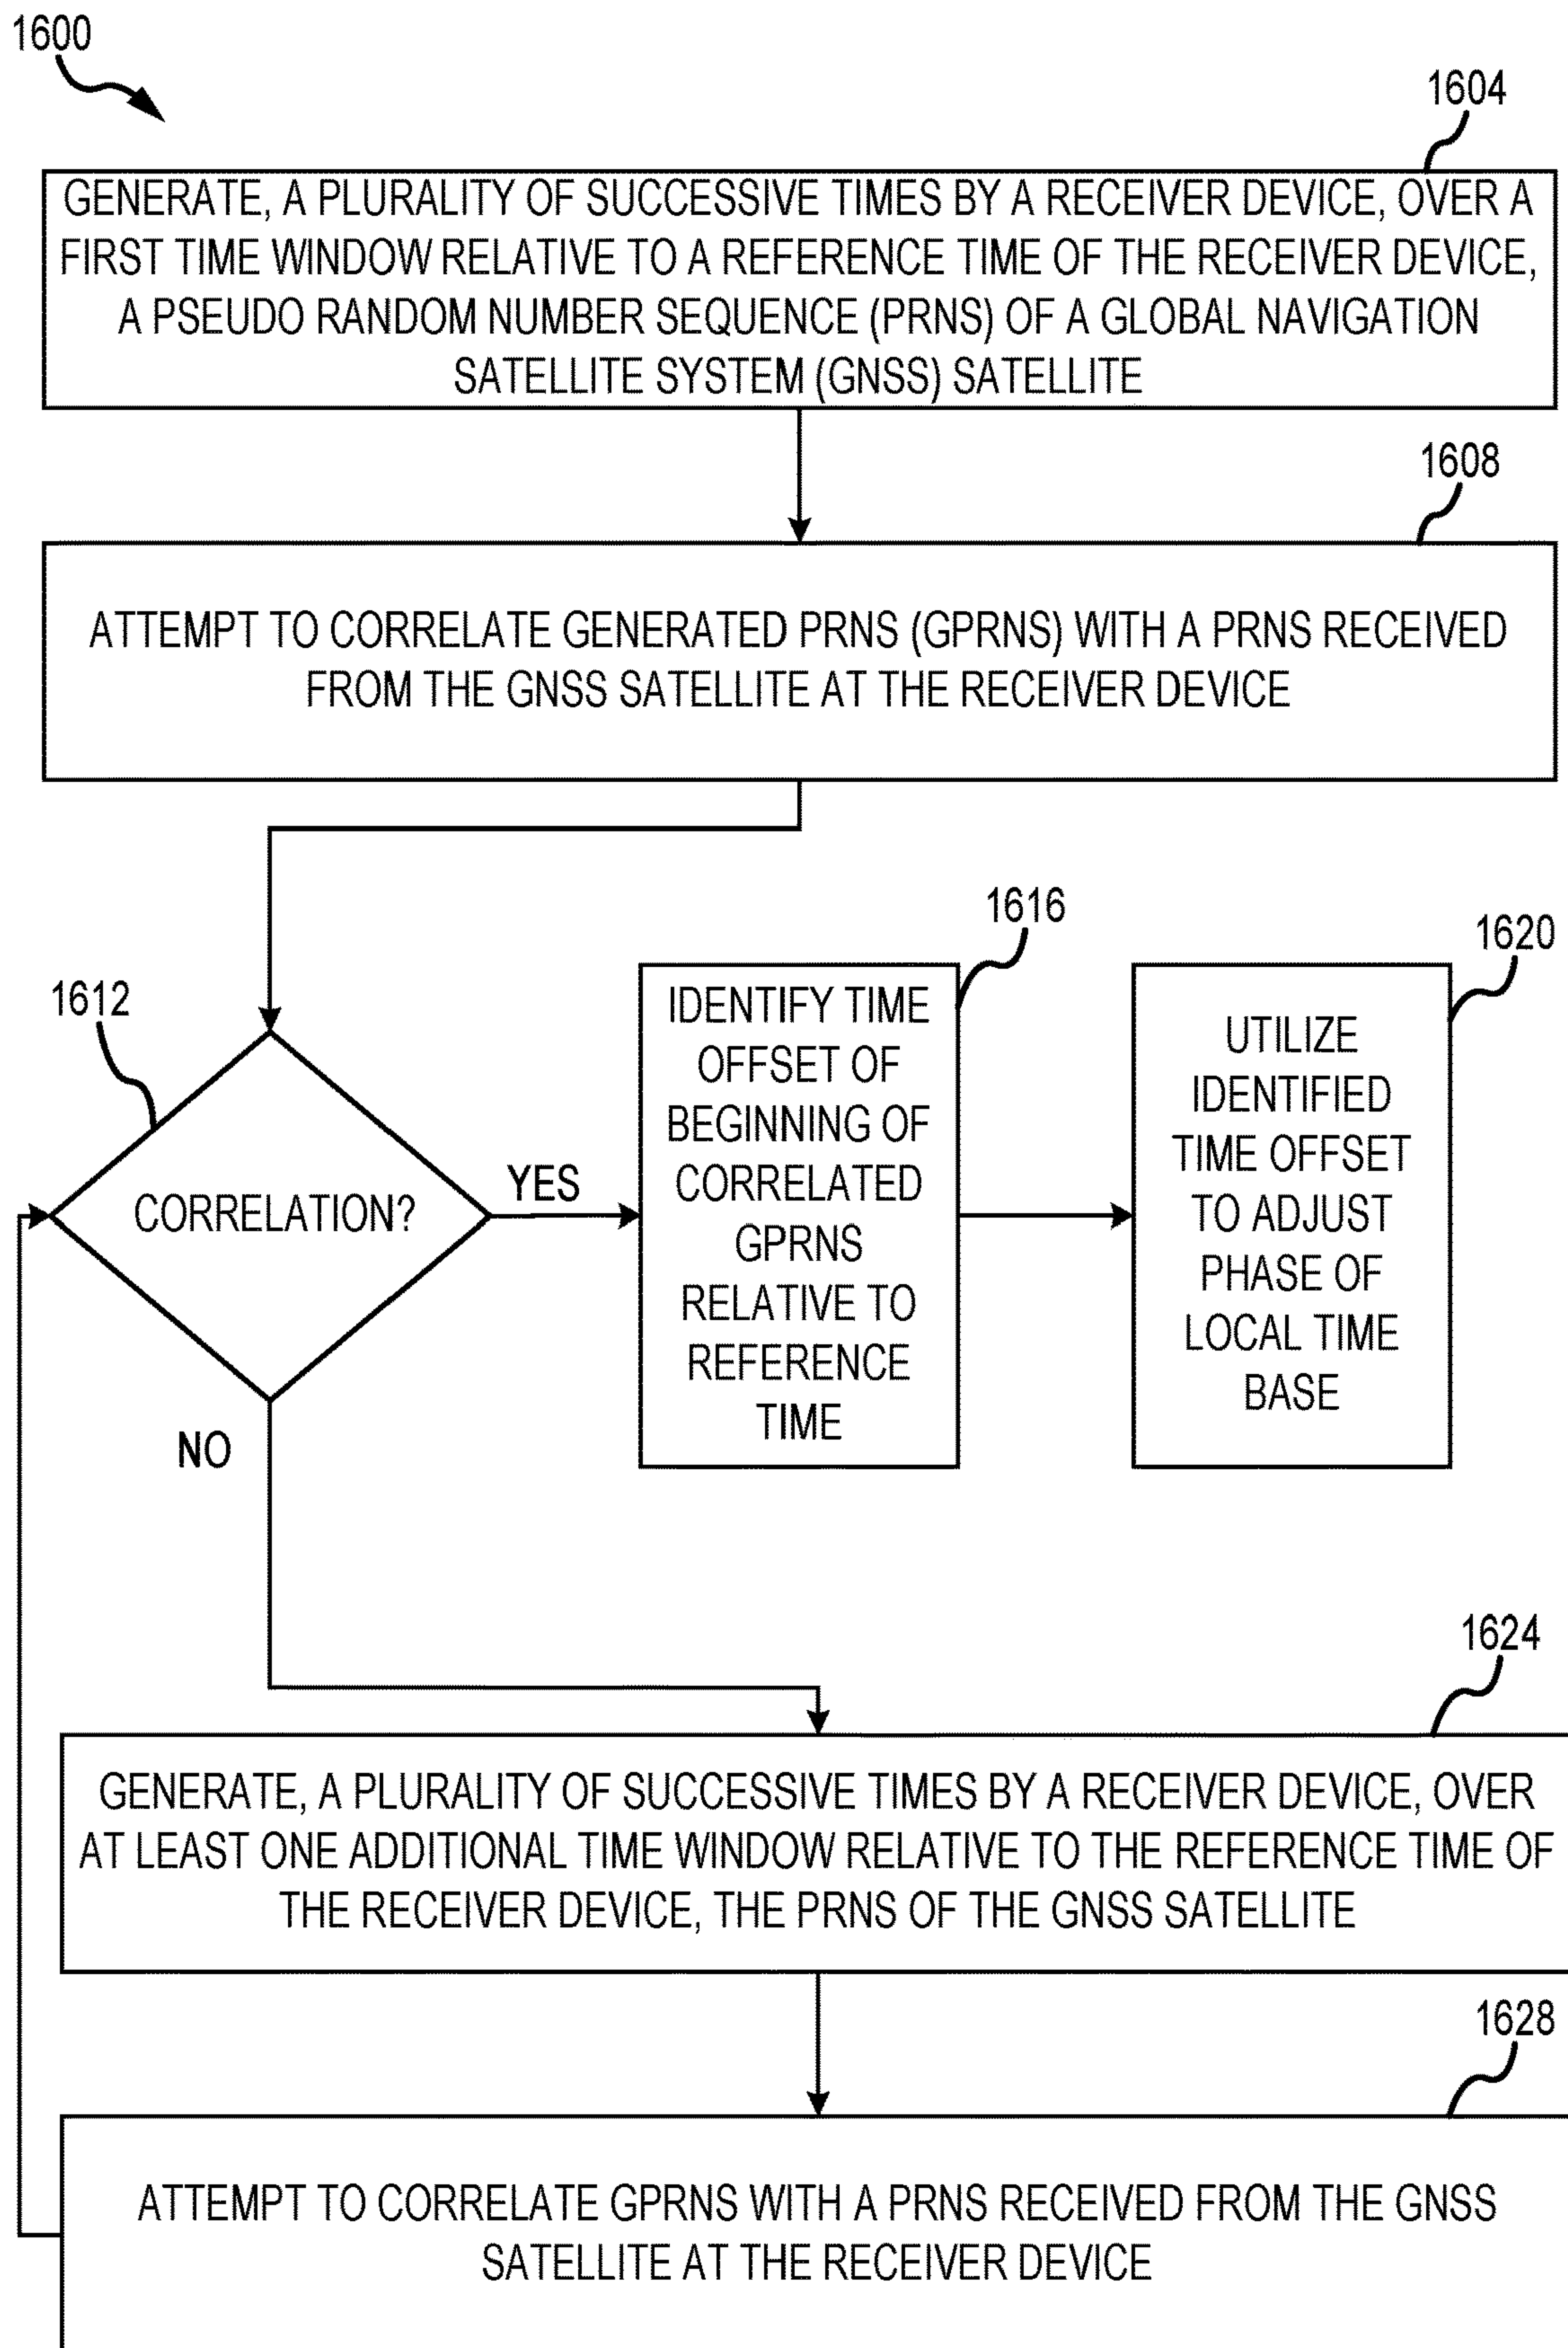 1600
1604
GENERATE, A PLURALITY OF SUCCESSIVE TIMES BY A RECEIVER DEVICE, OVER A
FIRST TIME WINDOW RELATIVE TO A REFERENCE TIME OF THE RECEIVER DEVICE,
A PSEUDO RANDOM NUMBER SEQUENCE (PRNS) OF A GLOBAL NAVIGATION
SATELLITE SYSTEM (GNSS) SATELLITE
1608
ATTEMPT TO CORRELATE GENERATED PRNS (GPRNS) WITH A PRNS RECEIVED
FROM THE GNSS SATELLITE AT THE RECEIVER DEVICE
1612
CORRELATION?
YES
NO
1616
IDENTIFY TIME
OFFSET OF
BEGINNING OF
CORRELATED
GPRNS
RELATIVE TO
REFERENCE
TIME
1620
UTILIZE
IDENTIFIED
TIME OFFSET
TO ADJUST
PHASE OF
LOCAL TIME
BASE
1624
GENERATE, A PLURALITY OF SUCCESSIVE TIMES BY A RECEIVER DEVICE, OVER
AT LEAST ONE ADDITIONAL TIME WINDOW RELATIVE TO THE REFERENCE TIME OF
THE RECEIVER DEVICE, THE PRNS OF THE GNSS SATELLITE
1628
ATTEMPT TO CORRELATE GPRNS WITH A PRNS RECEIVED FROM THE GNSS
SATELLITE AT THE RECEIVER DEVICE